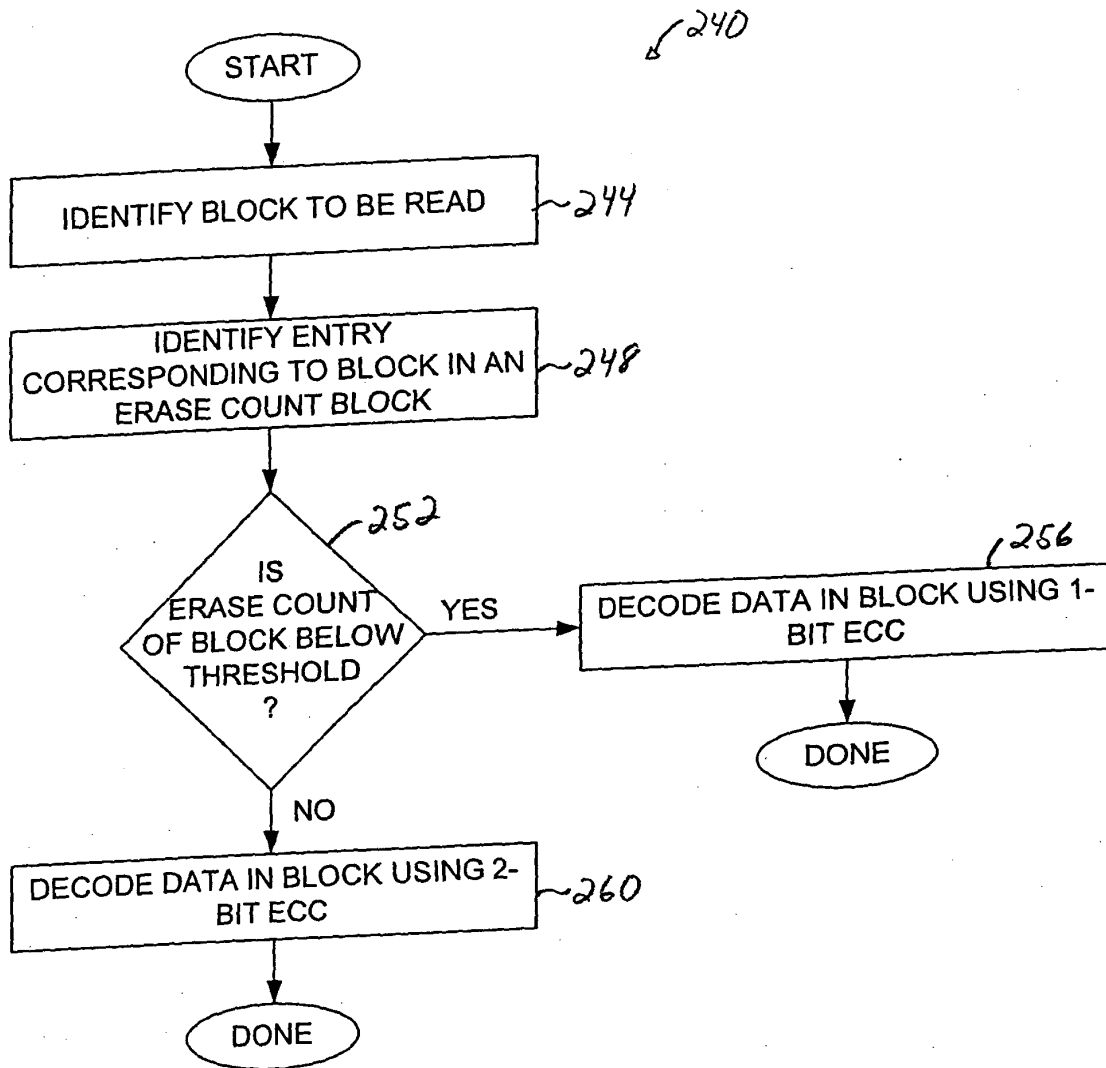 240
START
IDENTIFY BLOCK TO BE READ
244
IDENTIFY ENTRY
CORRESPONDING TO BLOCK IN AN
ERASE COUNT BLOCK
248
252
IS
ERASE COUNT
OF BLOCK BELOW
THRESHOLD
?
YES
256
DECODE DATA IN BLOCK USING 1-
BIT ECC
DONE
NO
DECODE DATA IN BLOCK USING 2-
BIT ECC
260
DONE